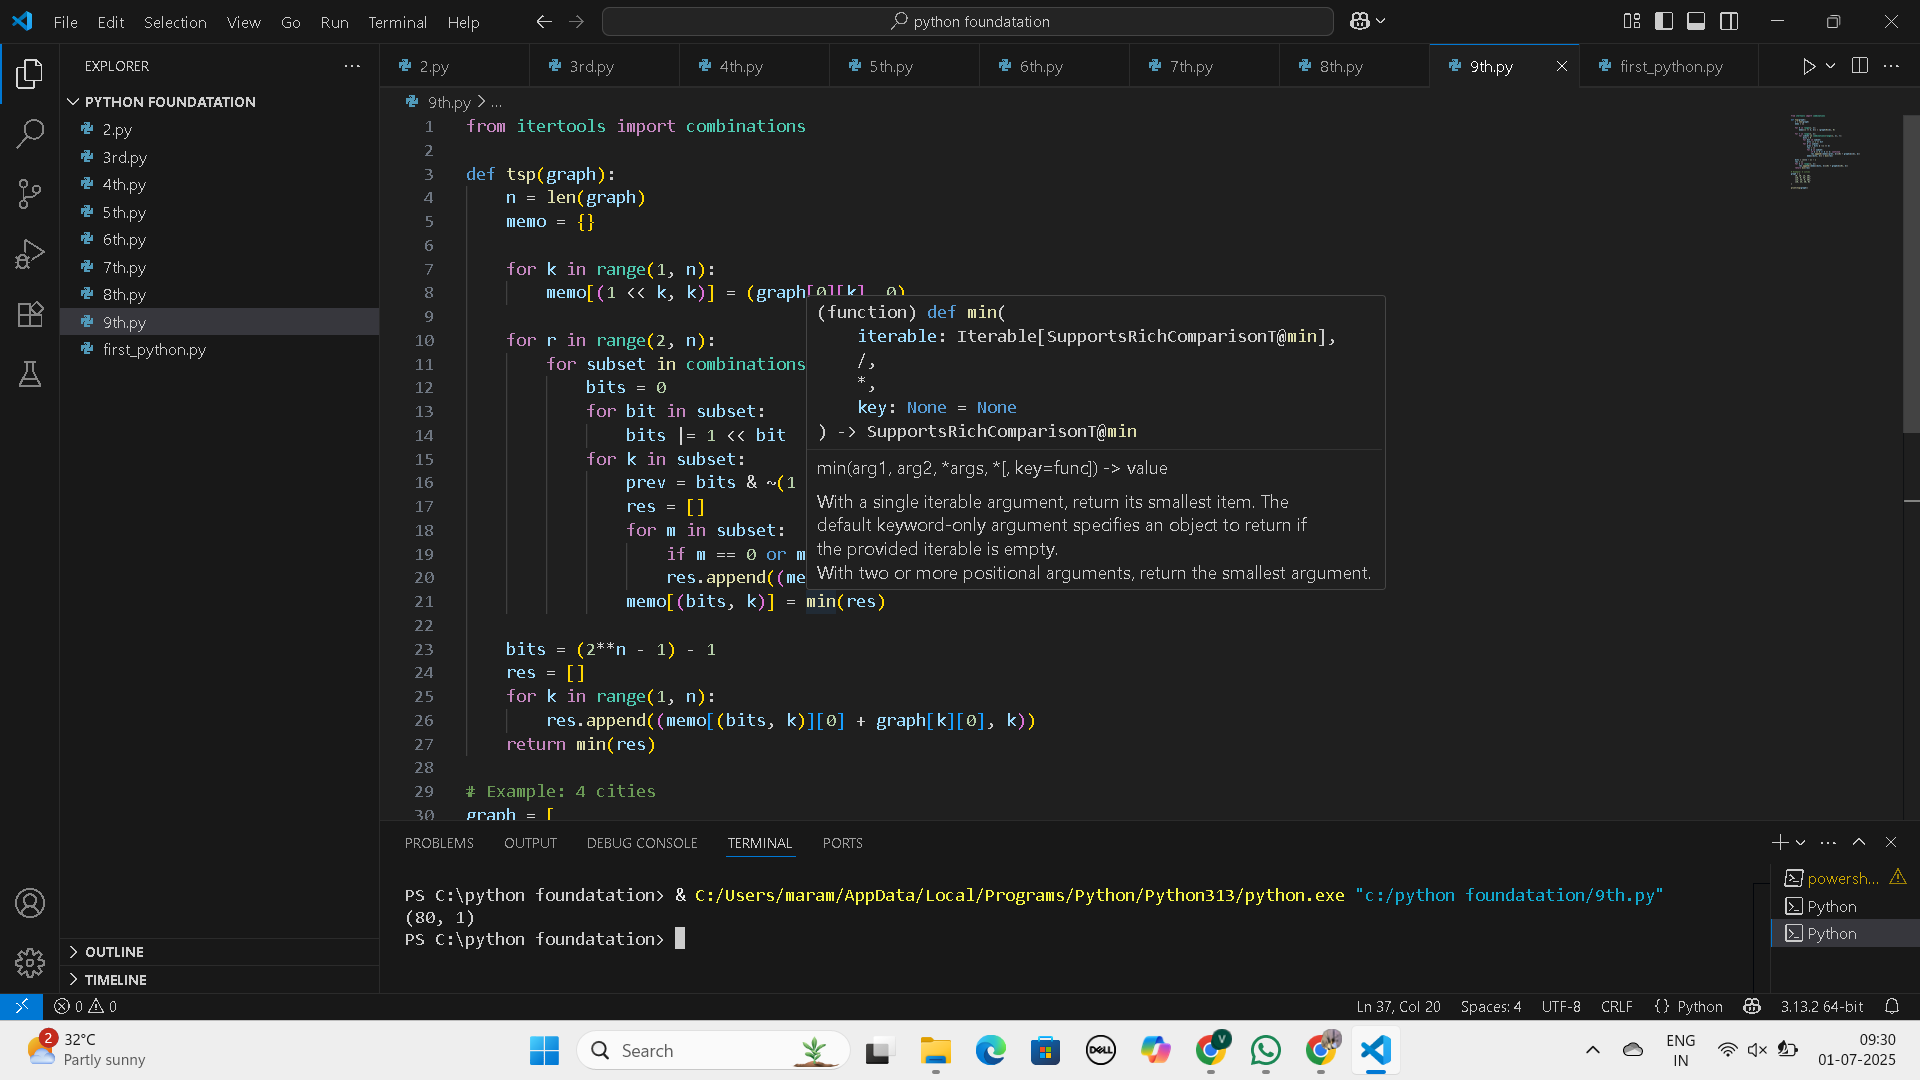 File Edit Selection View Go Run Terminal Help
python foundatation
EXPLORER
PYTHON FOUNDATATION
2.py
3rd.py
4th.py
5th.py
6th.py
7th.py
8th.py
9th.py
first_python.py
OUTLINE
TIMELINE
2.py 3rd.py 4th.py 5th.py 6th.py 7th.py 8th.py 9th.py first_python.py
9th.py > ...
1 from itertools import combinations
2
3 def tsp(graph):
4 n = len(graph)
5 memo = {}
6
7 for k in range(1, n):
8 memo[(1 << k, k)] = (graph[0][k], 0)
9
10 for r in range(2, n):
11 for subset in combinations
12 bits = 0
13 for bit in subset:
14 bits |= 1 << bit
15 for k in subset:
16 prev = bits & ~(1
17 res = []
18 for m in subset:
19 if m == 0 or m
20 res.append((me
21 memo[(bits, k)] = min(res)
22
23 bits = (2**n - 1) - 1
24 res = []
25 for k in range(1, n):
26 res.append((memo[(bits, k)][0] + graph[k][0], k))
27 return min(res)
28
29 # Example: 4 cities
30 graph = [
(function) def min(
iterable: Iterable[SupportsRichComparisonT@min],
/,
*,
key: None = None
) -> SupportsRichComparisonT@min
min(arg1, arg2, *args, *[, key=func]) -> value
With a single iterable argument, return its smallest item. The
default keyword-only argument specifies an object to return if
the provided iterable is empty.
With two or more positional arguments, return the smallest argument.
PROBLEMS OUTPUT DEBUG CONSOLE TERMINAL PORTS
PS C:\python foundatation> & C:/Users/maram/AppData/Local/Programs/Python/Python313/python.exe "c:/python foundatation/9th.py"
(80, 1)
PS C:\python foundatation>
powersh...
Python
Python
0 0 Ln 37, Col 20 Spaces: 4 UTF-8 CRLF {} Python 3.13.2 64-bit
2
32°C
Partly sunny
Search
DELL
V
ENG
IN
09:30
01-07-2025